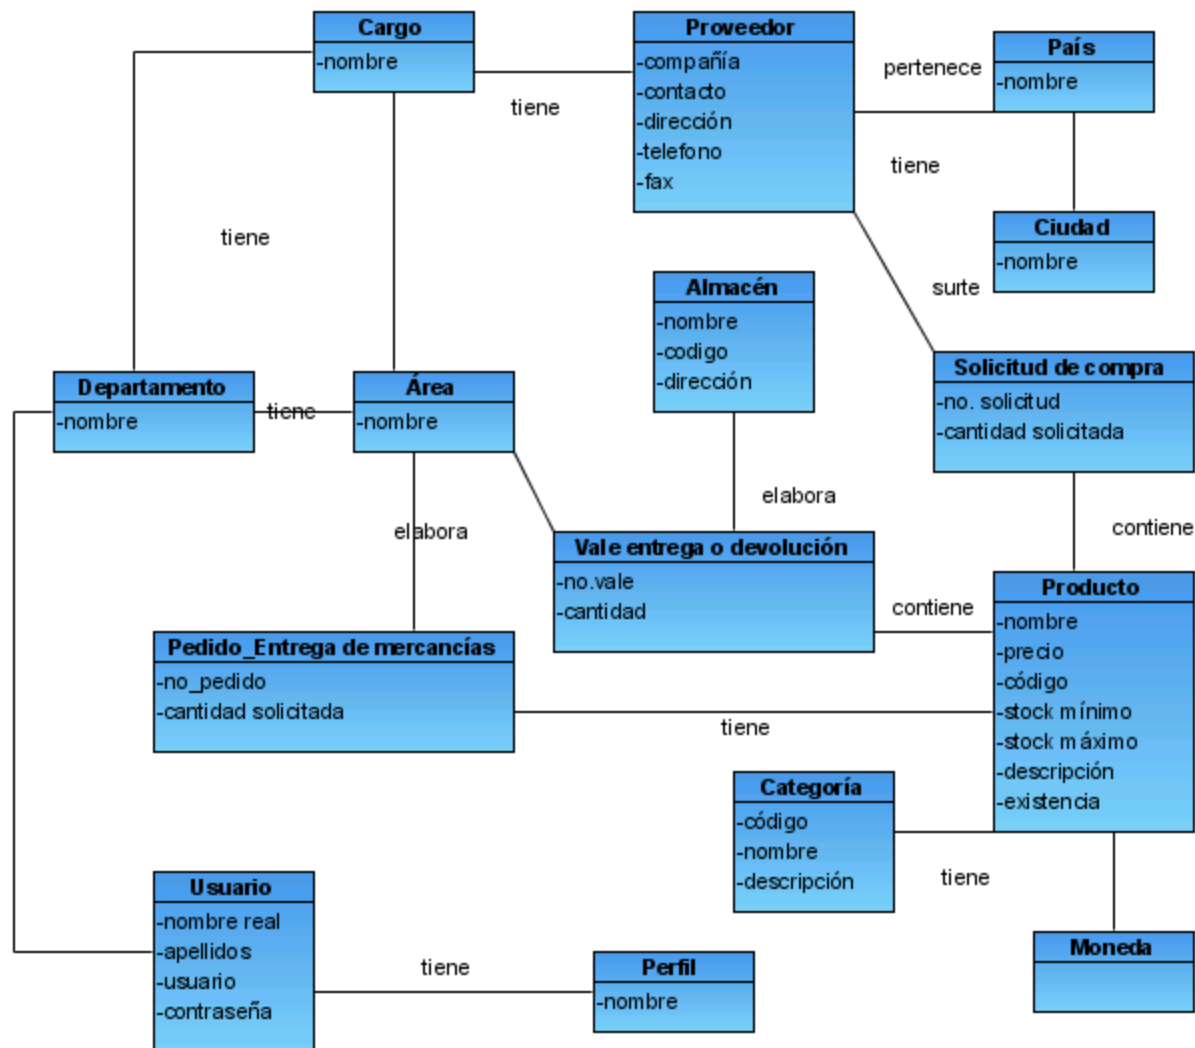 Cargo
-nombre
Proveedor
-compañía
-contacto
-dirección
-telefono
-fax
País
-nombre
pertenece
tiene
tiene
tiene
Ciudad
-nombre
Almacén
-nombre
-codigo
-dirección
surte
Solicitud de compra
-no. solicitud
-cantidad solicitada
Departamento
-nombre
tiene
Área
-nombre
elabora
elabora
contiene
Vale entrega o devolución
-no.vale
-cantidad
contiene
Producto
-nombre
-precio
-código
-stock mínimo
-stock máximo
-descripción
-existencia
Pedido_Entrega de mercancías
-no_pedido
-cantidad solicitada
tiene
Categoría
-código
-nombre
-descripción
tiene
Usuario
-nombre real
-apellidos
-usuario
-contraseña
tiene
Perfil
-nombre
Moneda